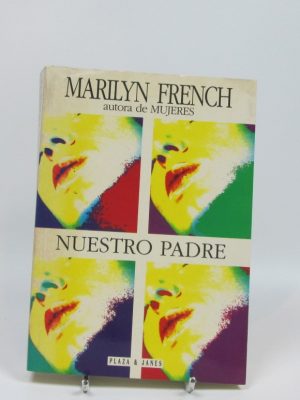 MARILYN FRENCH
autora de MUJERES
NUESTRO PADRE
PLAZA & JANES